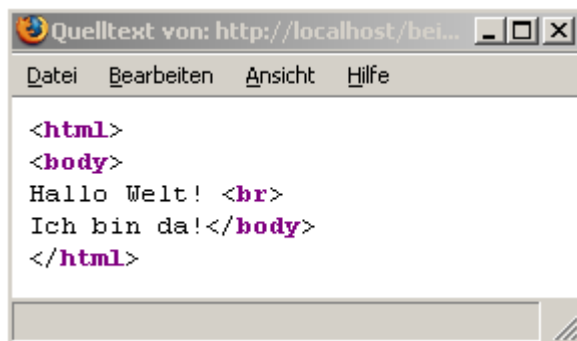 Quelltext von: http://localhost/bei...
Datei Bearbeiten Ansicht Hilfe
<html>
<body>
Hallo Welt! <br>
Ich bin da!</body>
</html>